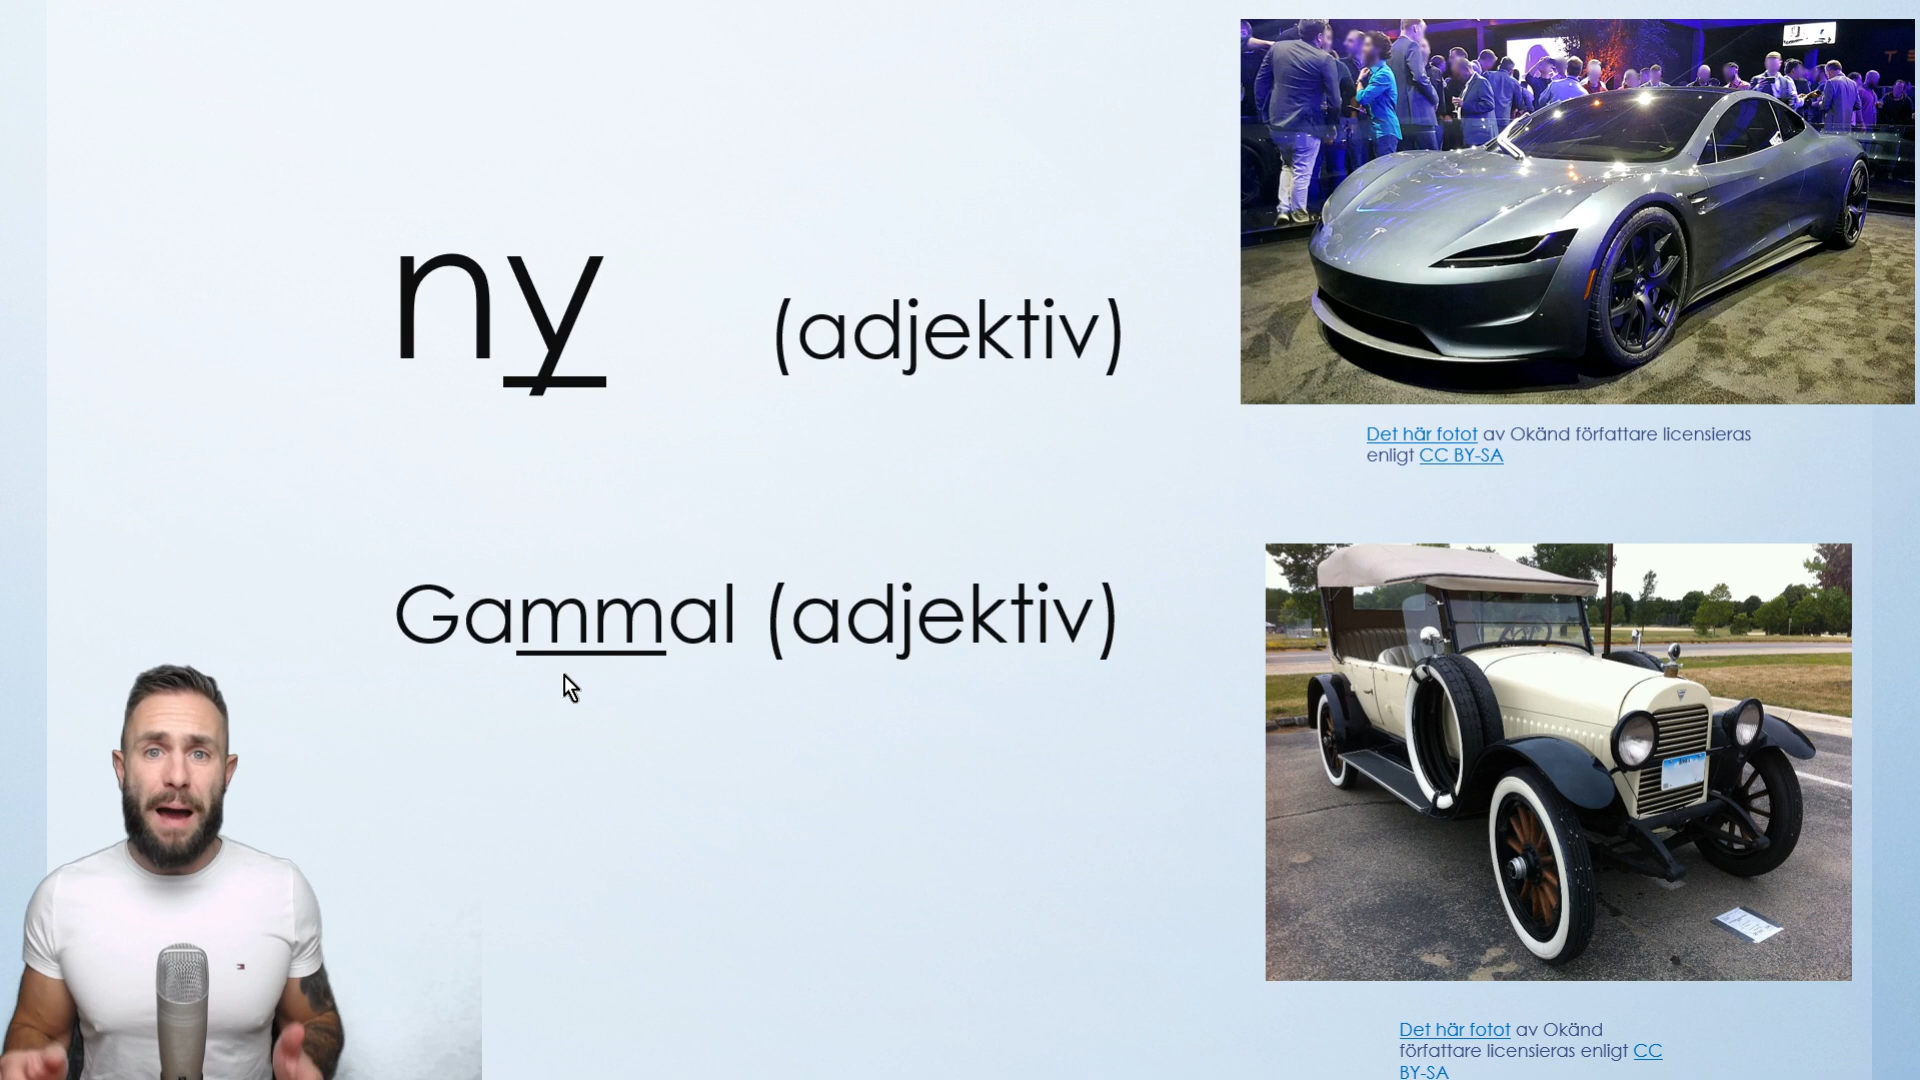 ny (adjektiv)
Det här fotot av Okänd författare licensieras
enligt CC BY-SA
Gammal (adjektiv)
Det här fotot av Okänd
författare licensieras enligt CC
BY-SA